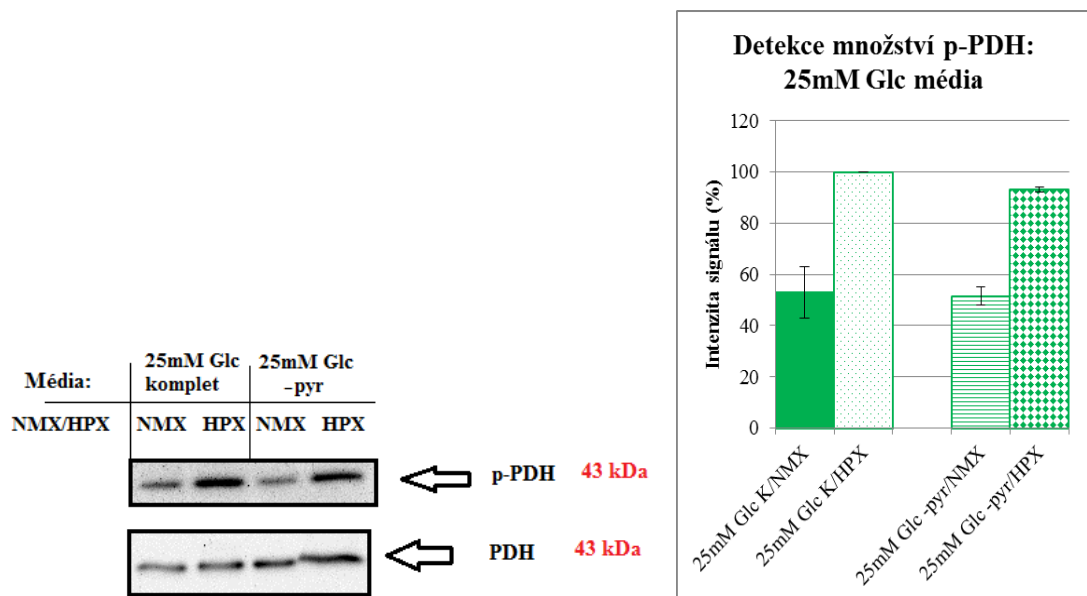 Média:
25mM Glc
komplet
25mM Glc
-pyr
NMX/HPX
NMX HPX NMX HPX
p-PDH 43 kDa
PDH 43 kDa
Detekce množství p-PDH:
25mM Glc média
Intenzita signálu (%)
120
100
80
60
40
20
0
25mM Glc K/NMX
25mM Glc K/HPX
25mM Glc -pyr/NMX
25mM Glc -pyr/HPX